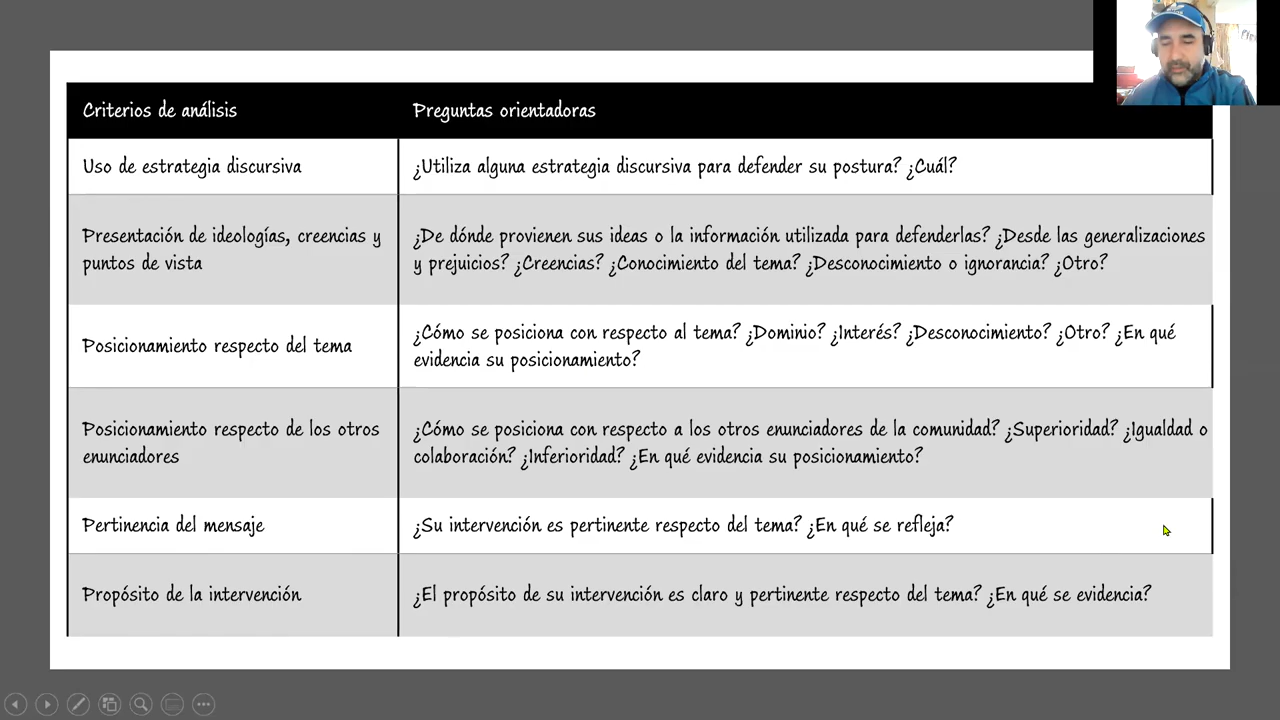 Criterios de análisis
Preguntas orientadoras
Uso de estrategia discursiva
¿Utiliza alguna estrategia discursiva para defender su postura? ¿Cuál?
Presentación de ideologías, creencias y
puntos de vista
¿De dónde provienen sus ideas o la información utilizada para defenderlas? ¿Desde las generalizaciones
y prejuicios? ¿Creencias? ¿Conocimiento del tema? ¿Desconocimiento o ignorancia? ¿Otro?
Posicionamiento respecto del tema
¿Cómo se posiciona con respecto al tema? ¿Dominio? ¿Interés? ¿Desconocimiento? ¿Otro? ¿En qué
evidencia su posicionamiento?
Posicionamiento respecto de los otros
enunciadores
¿Cómo se posiciona con respecto a los otros enunciadores de la comunidad? ¿Superioridad? ¿Igualdad o
colaboración? ¿Inferioridad? ¿En qué evidencia su posicionamiento?
Pertinencia del mensaje
¿Su intervención es pertinente respecto del tema? ¿En qué se refleja?
Propósito de la intervención
¿El propósito de su intervención es claro y pertinente respecto del tema? ¿En qué se evidencia?